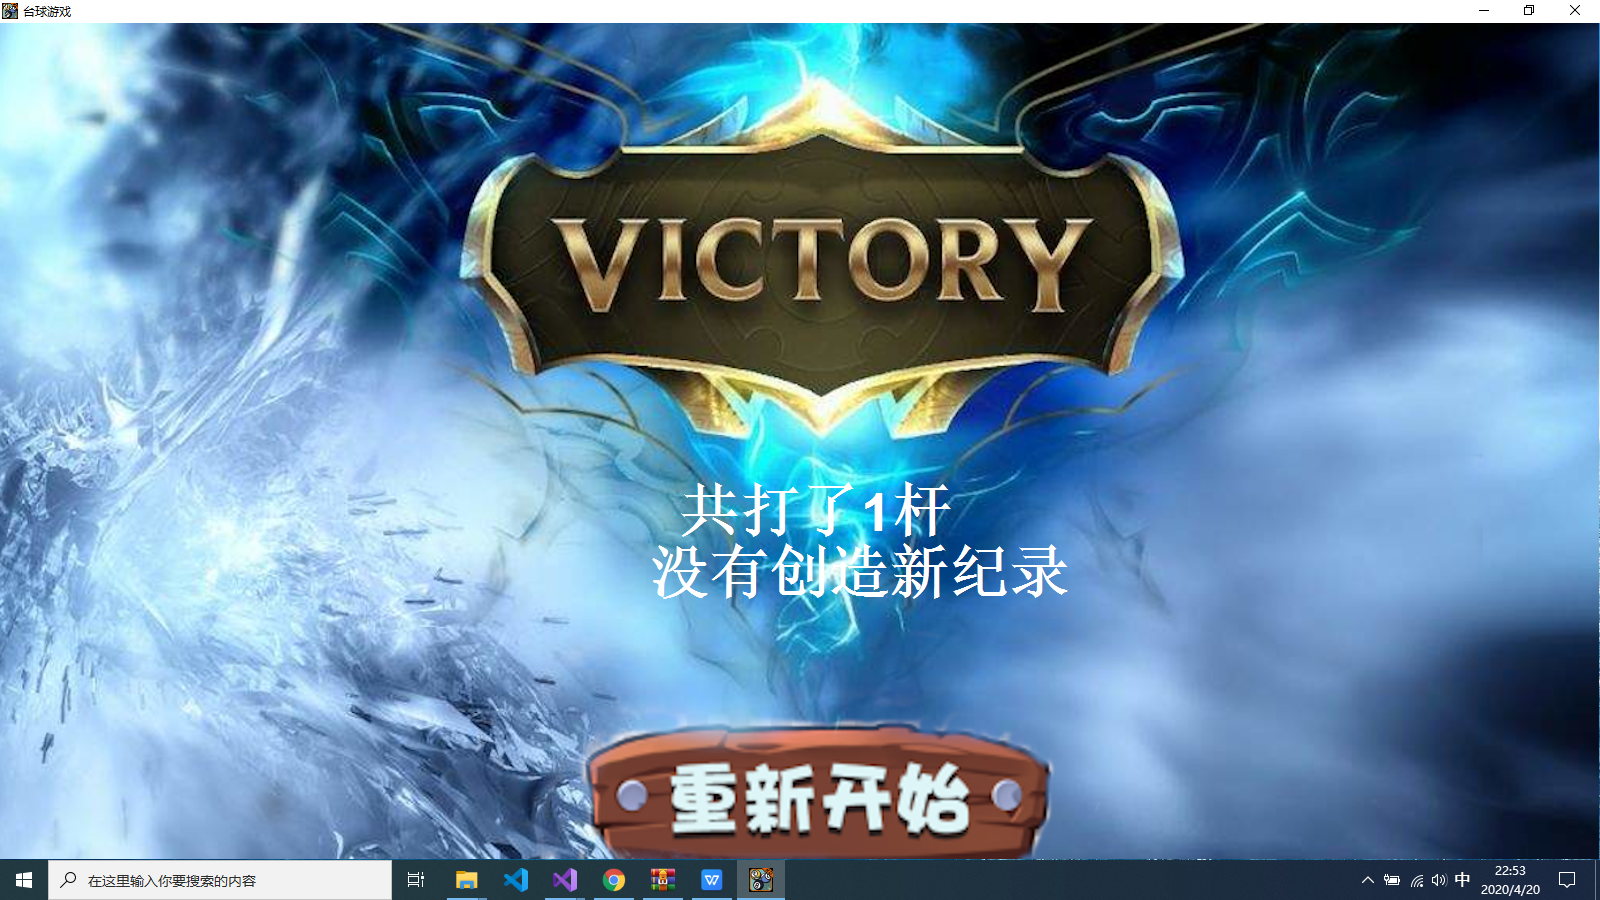 台球游戏
VICTORY
共打了1杆
没有创造新纪录
重新开始
在这里输入你要搜索的内容
中
22:53
2020/4/20